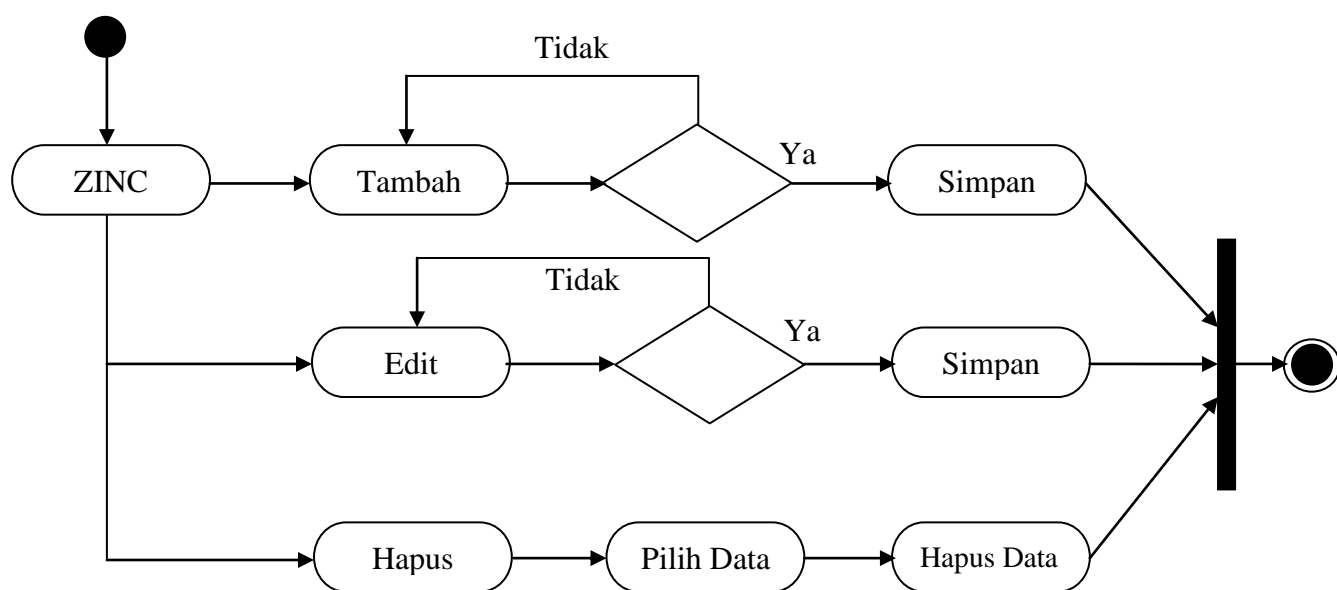 Tidak
ZINC
Tambah
Ya
Simpan
Tidak
Edit
Ya
Simpan
Hapus
Pilih Data
Hapus Data